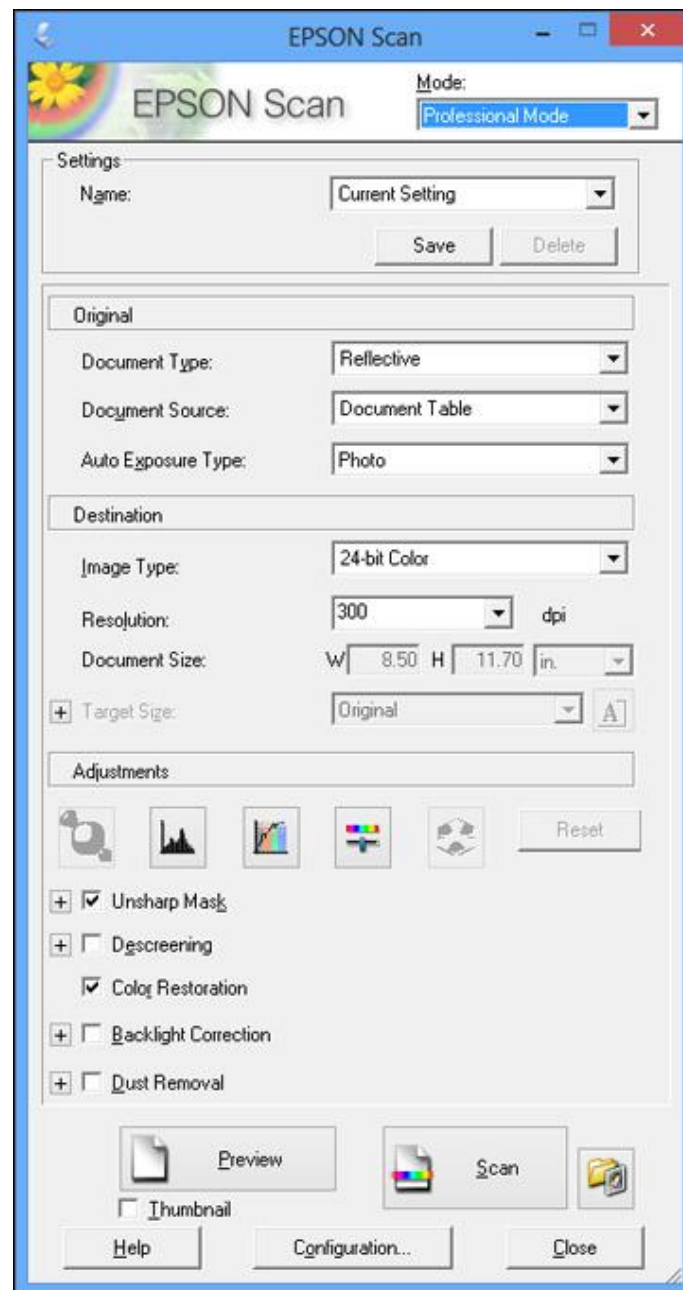 EPSON Scan
EPSON Scan
Mode:
Professional Mode
Settings
Name: Current Setting
Save Delete
Original
Document Type: Reflective
Document Source: Document Table
Auto Exposure Type: Photo
Destination
Image Type: 24-bit Color
Resolution: 300 dpi
Document Size: W 8.50 H 11.70 in.
+ Target Size: Original A
Adjustments
Reset
+ Unsharp Mask
+ Descreening
Color Restoration
+ Backlight Correction
+ Dust Removal
Preview Scan
Thumbnail
Help Configuration... Close